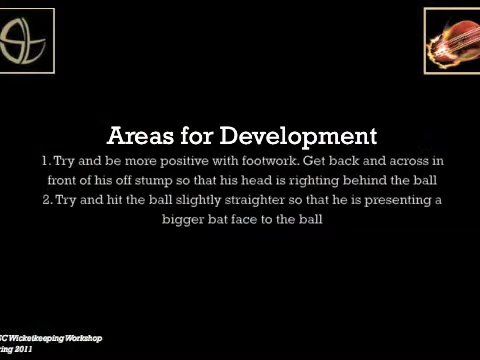 Areas for Development
1. Try and be more positive with footwork. Get back and across in
front of his off stump so that his head is righting behind the ball
2. Try and hit the ball slightly straighter so that he is presenting a
bigger bat face to the ball
Wicketkeeping Workshop
2011